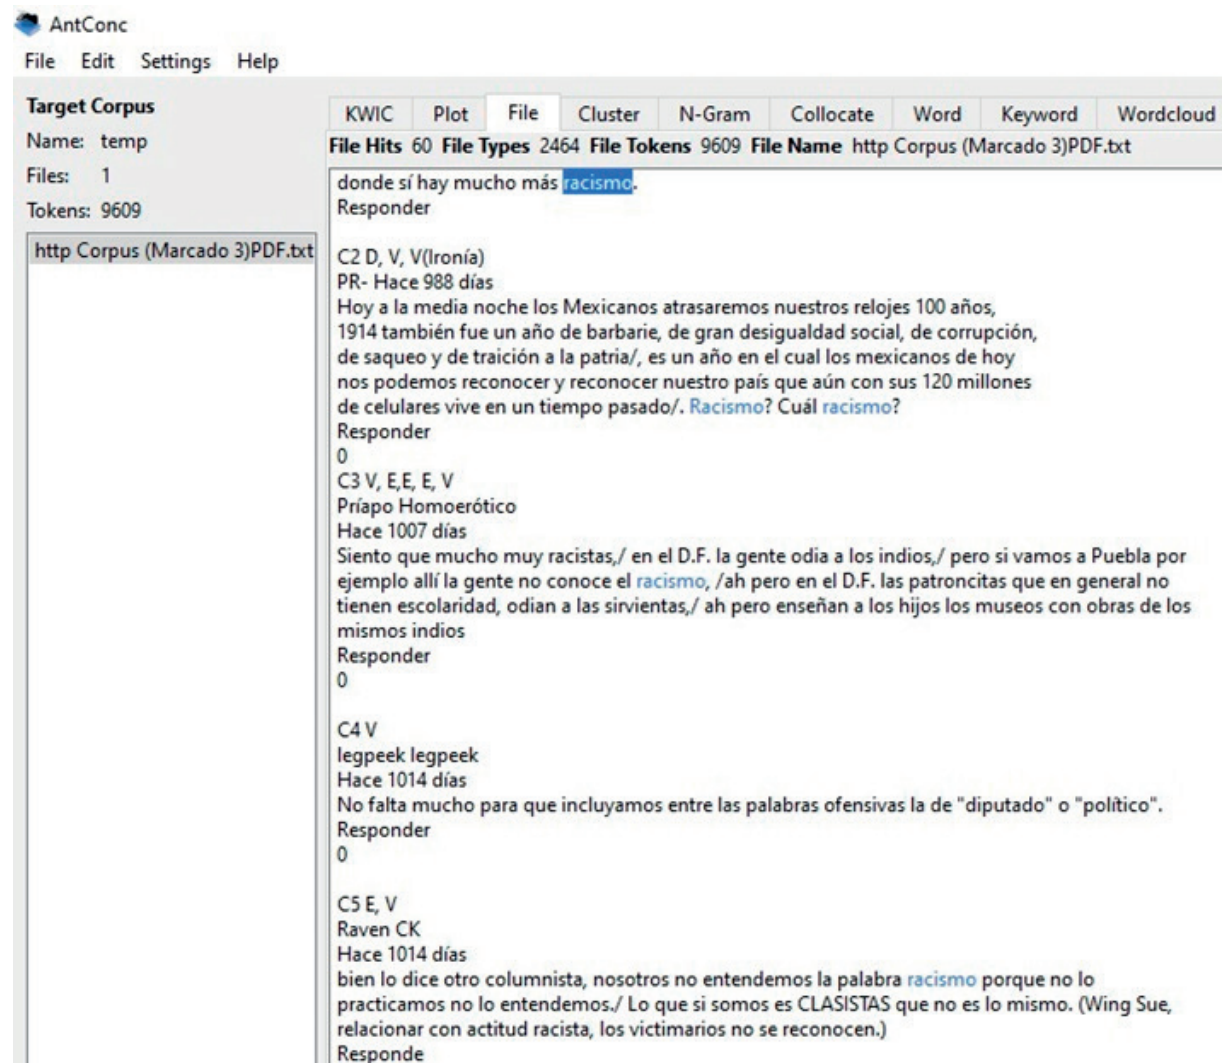 AntConc
File Edit Settings Help
Target Corpus
Name: temp
Files: 1
Tokens: 9609
http Corpus (Marcado 3)PDF.txt
KWIC Plot File Cluster N-Gram Collocate Word Keyword Wordcloud
File Hits 60 File Types 2464 File Tokens 9609 File Name http Corpus (Marcado 3)PDF.txt
donde sí hay mucho más racismo.
Responder
C2 D, V, V(Ironía)
PR- Hace 988 días
Hoy a la media noche los Mexicanos atrasaremos nuestros relojes 100 años,
1914 también fue un año de barbarie, de gran desigualdad social, de corrupción,
de saqueo y de traición a la patria/, es un año en el cual los mexicanos de hoy
nos podemos reconocer y reconocer nuestro país que aún con sus 120 millones
de celulares vive en un tiempo pasado/. Racismo? Cuál racismo?
Responder
0
C3 V, E,E, E, V
Príapo Homoerótico
Hace 1007 días
Siento que mucho muy racistas,/ en el D.F. la gente odia a los indios,/ pero si vamos a Puebla por
ejemplo allí la gente no conoce el racismo, /ah pero en el D.F. las patroncitas que en general no
tienen escolaridad, odian a las sirvientas,/ ah pero enseñan a los hijos los museos con obras de los
mismos indios
Responder
0
C4 V
legpeek legpeek
Hace 1014 días
No falta mucho para que incluyamos entre las palabras ofensivas la de "diputado" o "político".
Responder
0
C5 E, V
Raven CK
Hace 1014 días
bien lo dice otro columnista, nosotros no entendemos la palabra racismo porque no lo
practicamos no lo entendemos./ Lo que si somos es CLASISTAS que no es lo mismo. (Wing Sue,
relacionar con actitud racista, los victimarios no se reconocen.)
Responde